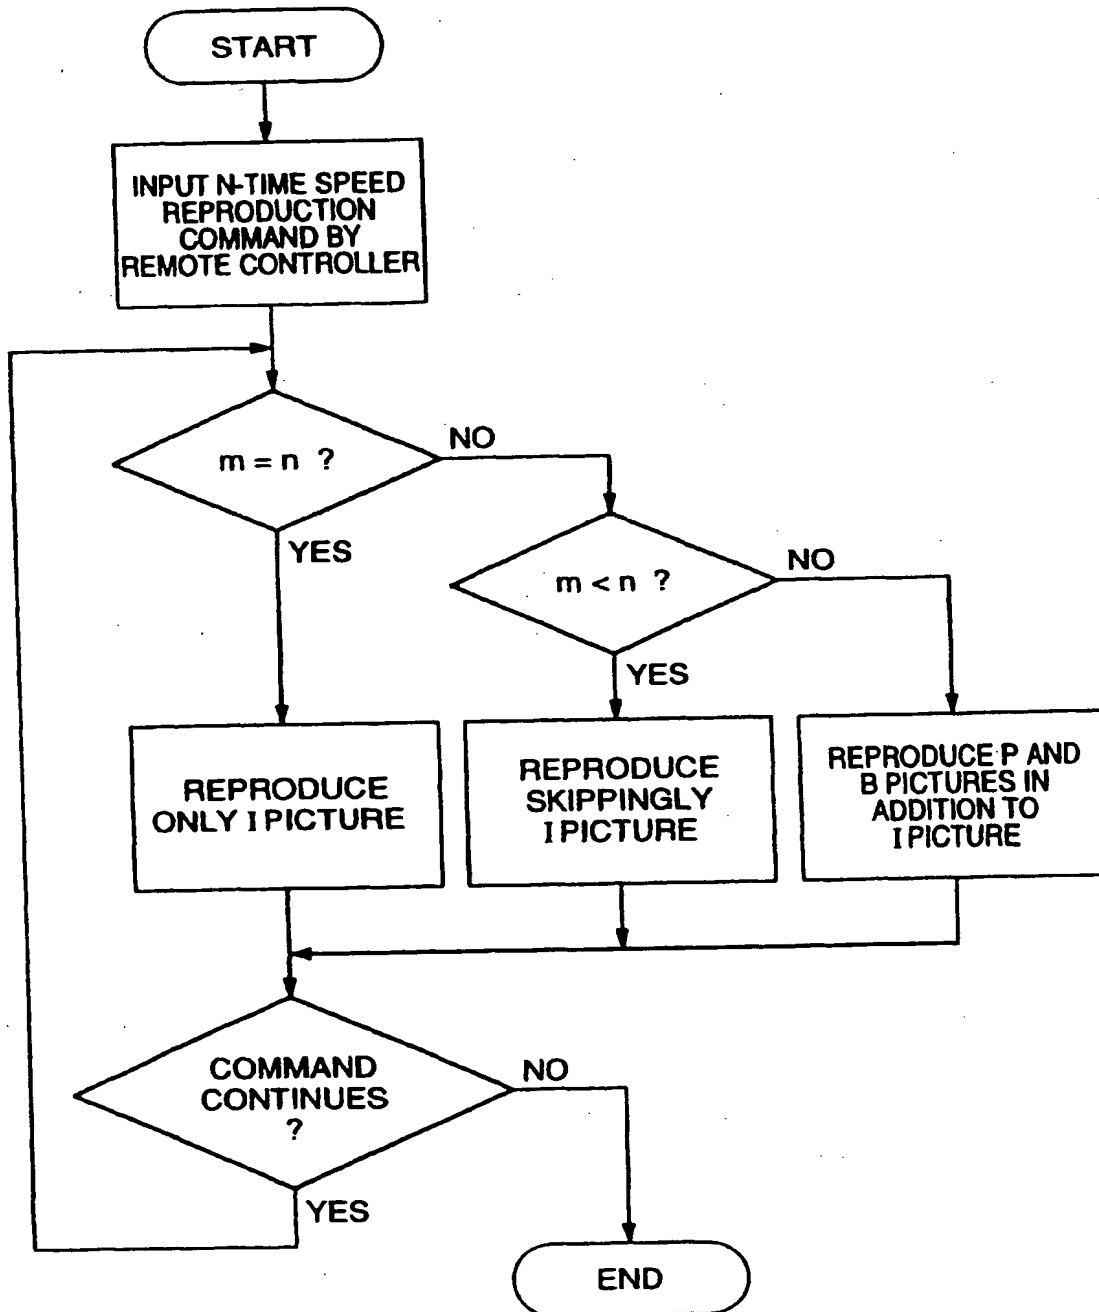 START
INPUT N-TIME SPEED
REPRODUCTION
COMMAND BY
REMOTE CONTROLLER
m = n ?
NO
YES
m < n ?
NO
YES
REPRODUCE
ONLY I PICTURE
REPRODUCE
SKIPPINGLY
I PICTURE
REPRODUCE P AND
B PICTURES IN
ADDITION TO
I PICTURE
COMMAND
CONTINUES
?
NO
YES
END